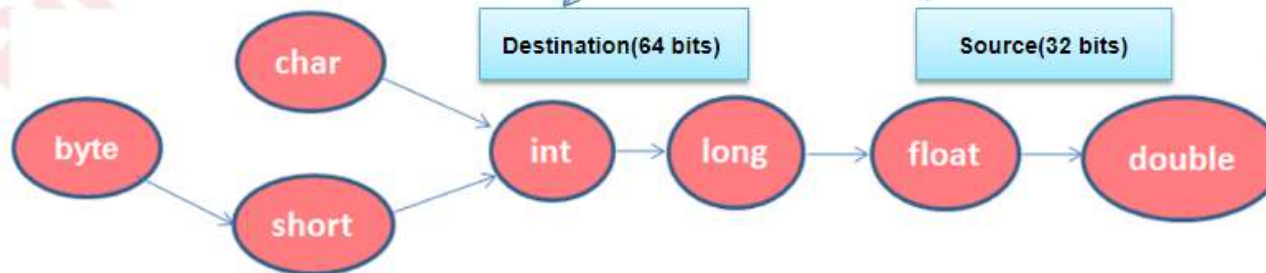 Destination(64 bits)
Source(32 bits)
char
byte
int
long
float
double
short